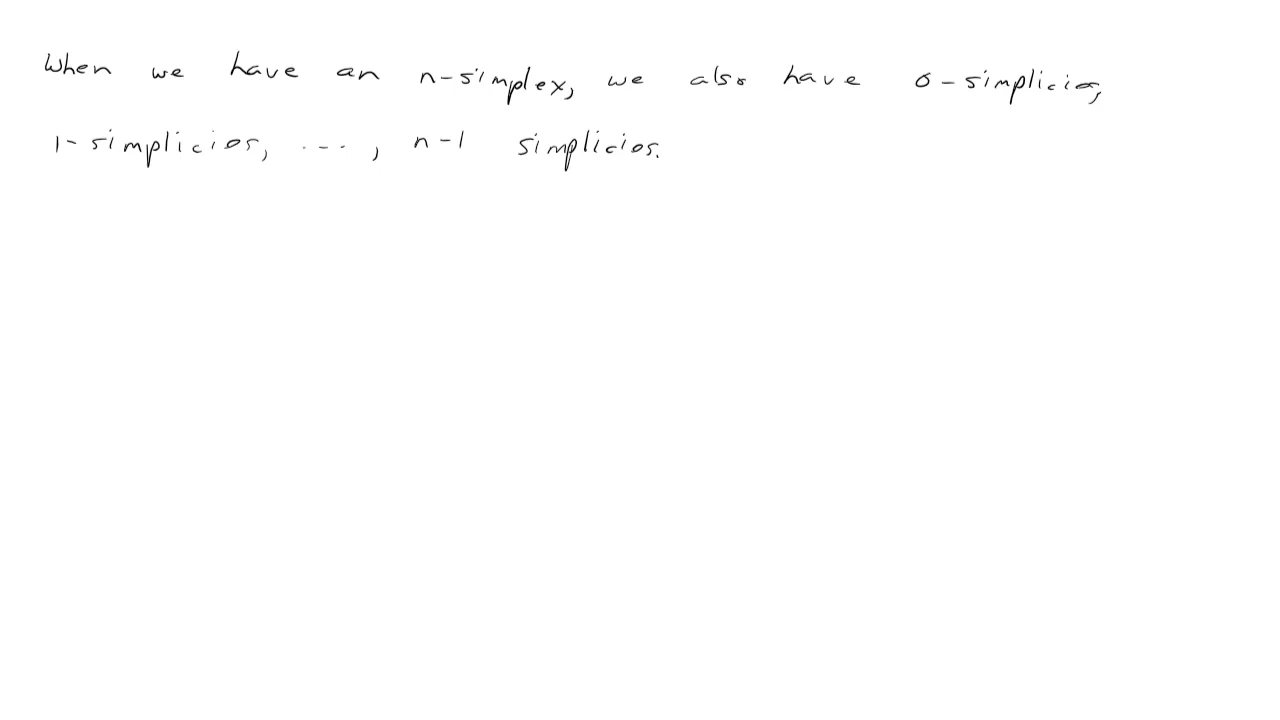 When we have an n-simplex, we also have 0-simplicios,
1-simplicios, ---, n-1 simplicios.